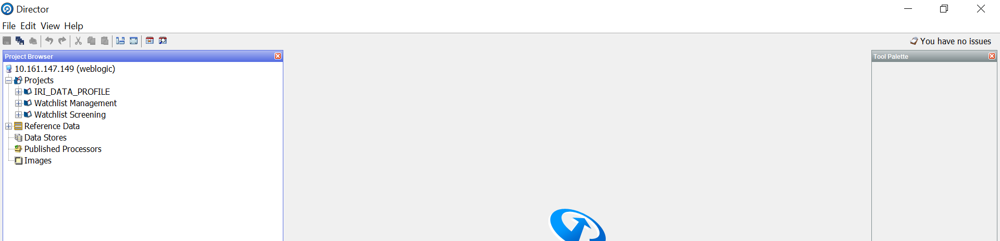 Director
File Edit View Help
You have no issues
Project Browser
10.161.147.149 (weblogic)
Projects
IRI_DATA_PROFILE
Watchlist Management
Watchlist Screening
Reference Data
Data Stores
Published Processors
Images
Tool Palette